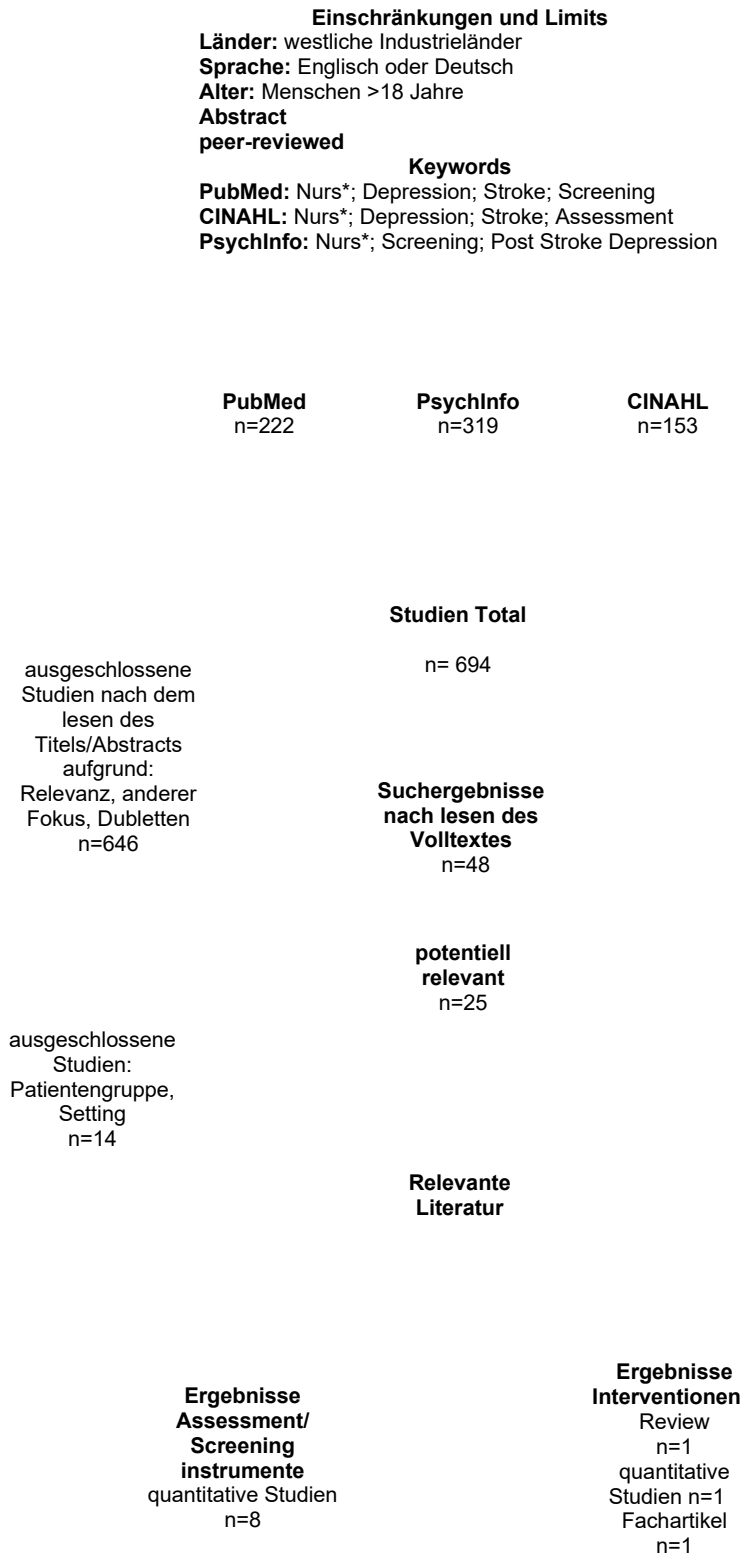 Einschränkungen und Limits
Länder: westliche Industrieländer
Sprache: Englisch oder Deutsch
Alter: Menschen >18 Jahre
Abstract
peer-reviewed
Keywords
PubMed: Nurs*; Depression; Stroke; Screening
CINAHL: Nurs*; Depression; Stroke; Assessment
PsychInfo: Nurs*; Screening; Post Stroke Depression
PubMed
n=222
PsychInfo
n=319
CINAHL
n=153
Studien Total
n= 694
ausgeschlossene
Studien nach dem
lesen des
Titels/Abstracts
aufgrund:
Relevanz, anderer
Fokus, Dubletten
n=646
Suchergebnisse
nach lesen des
Volltextes
n=48
potentiell
relevant
n=25
ausgeschlossene
Studien:
Patientengruppe,
Setting
n=14
Relevante
Literatur
Ergebnisse
Assessment/
Screening
instrumente
quantitative Studien
n=8
Ergebnisse
Interventionen
Review
n=1
quantitative
Studien n=1
Fachartikel
n=1